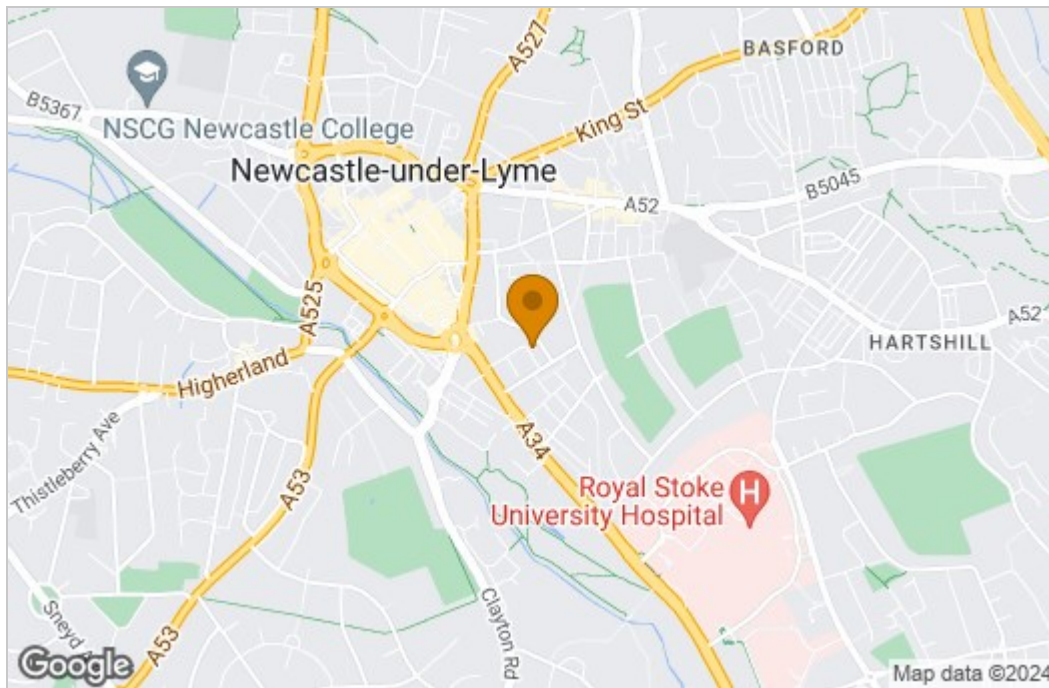 BASFORD
A527
B5367
King St
NSCG Newcastle College
Newcastle-under-Lyme
B5045
A52
A525
A52
HARTSHILL
Higherland
Thistleberry Ave
A34
A53
Royal Stoke
University Hospital
H
Sneyd
Clayton Rd
A53
Google
Map data ©2024